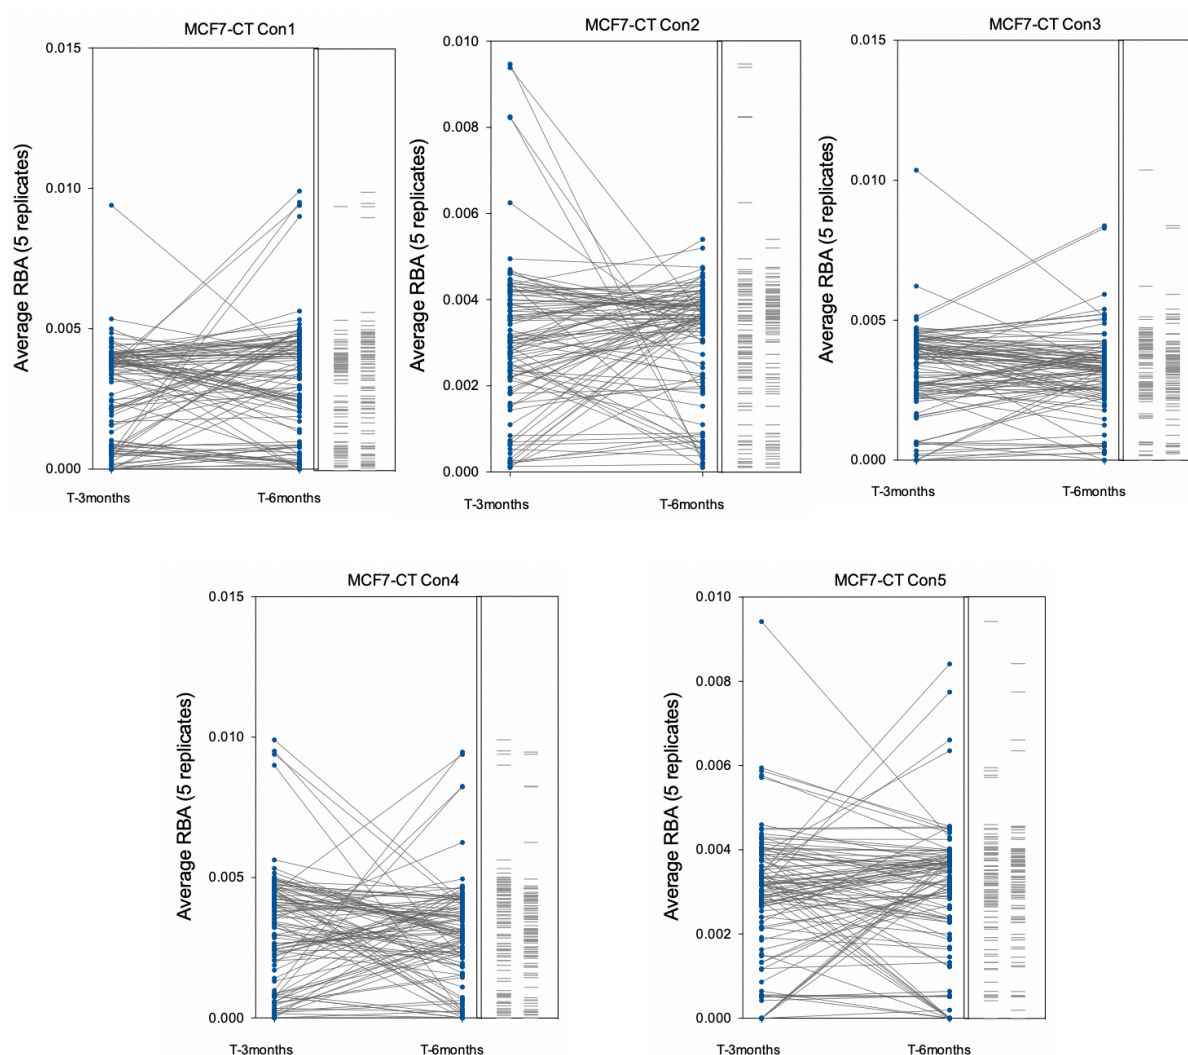 MCF7-CT Con1
Average RBA (5 replicates)
0.015
0.010
0.005
0.000
T-3months
T-6months
MCF7-CT Con2
Average RBA (5 replicates)
0.010
0.008
0.006
0.004
0.002
0.000
T-3months
T-6months
MCF7-CT Con3
Average RBA (5 replicates)
0.015
0.010
0.005
0.000
T-3months
T-6months
MCF7-CT Con4
Average RBA (5 replicates)
0.015
0.010
0.005
0.000
T-3months
T-6months
MCF7-CT Con5
Average RBA (5 replicates)
0.010
0.008
0.006
0.004
0.002
0.000
T-3months
T-6months